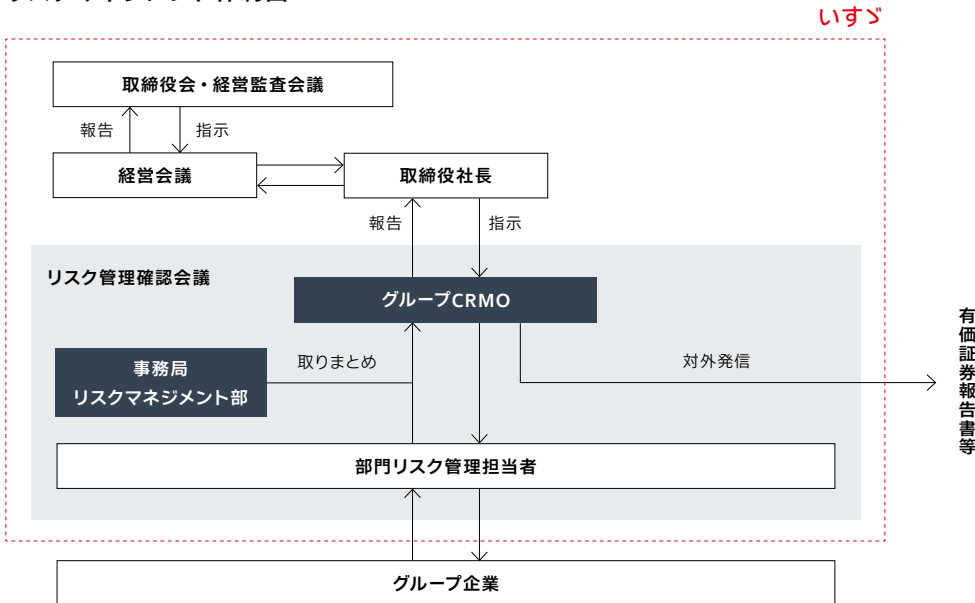 いすゞ
取締役会・経営監査会議
報告
指示
経営会議
取締役社長
報告
指示
リスク管理確認会議
グループCRMO
事務局
リスクマネジメント部
取りまとめ
対外発信
有価証券報告書等
部門リスク管理担当者
グループ企業